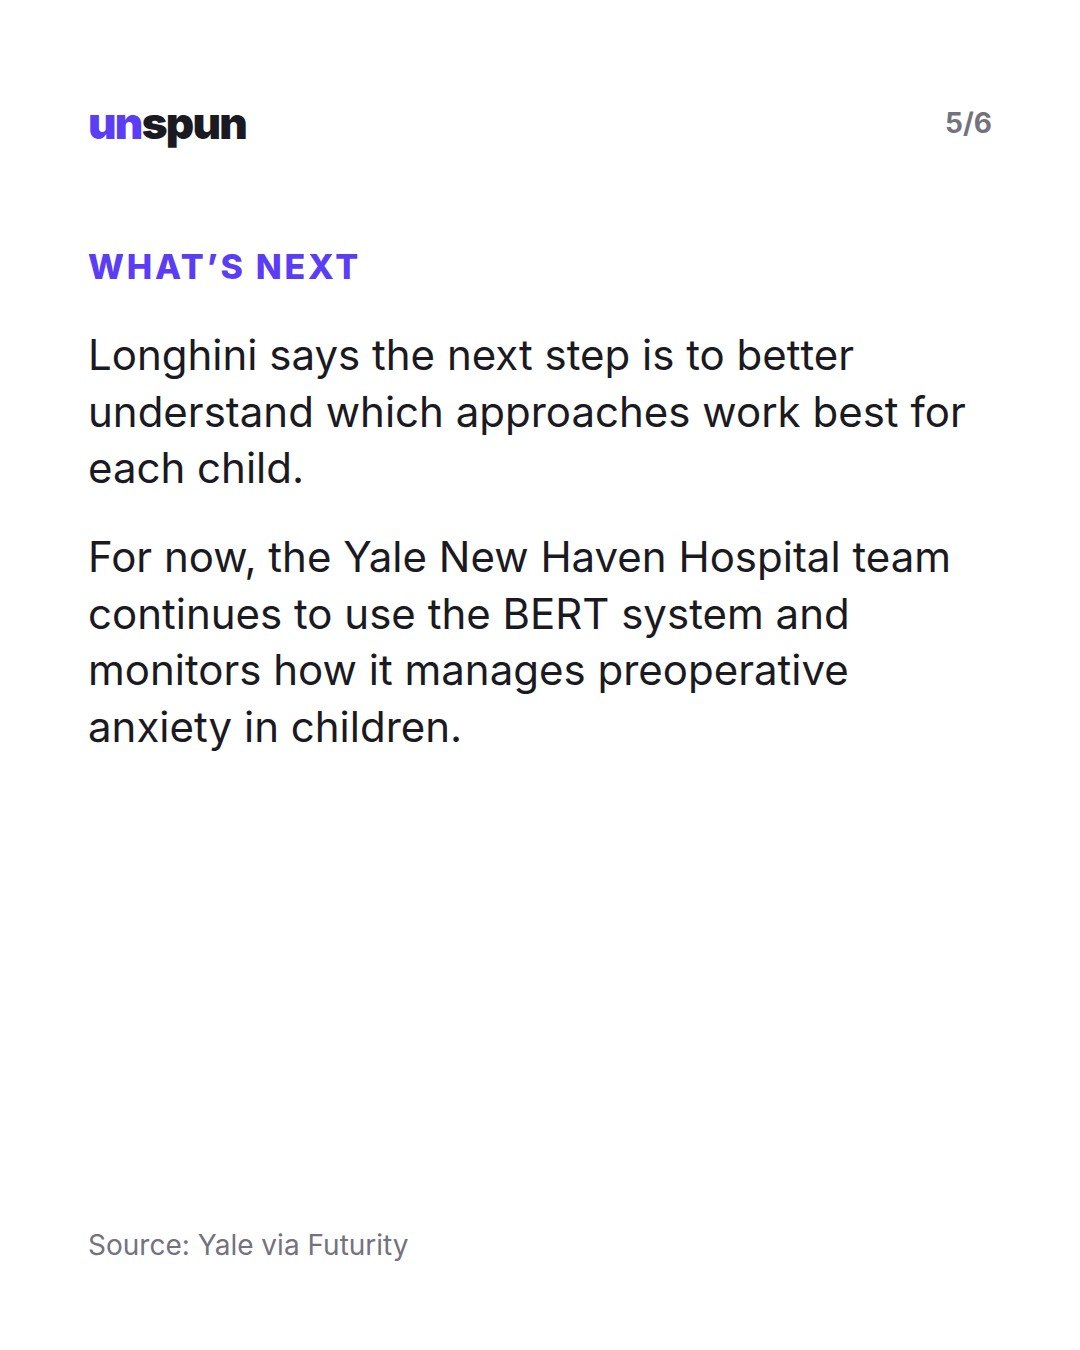 unspun
5/6
WHAT’S NEXT
Longhini says the next step is to better
understand which approaches work best for
each child.
For now, the Yale New Haven Hospital team
continues to use the BERT system and
monitors how it manages preoperative
anxiety in children.
Source: Yale via Futurity